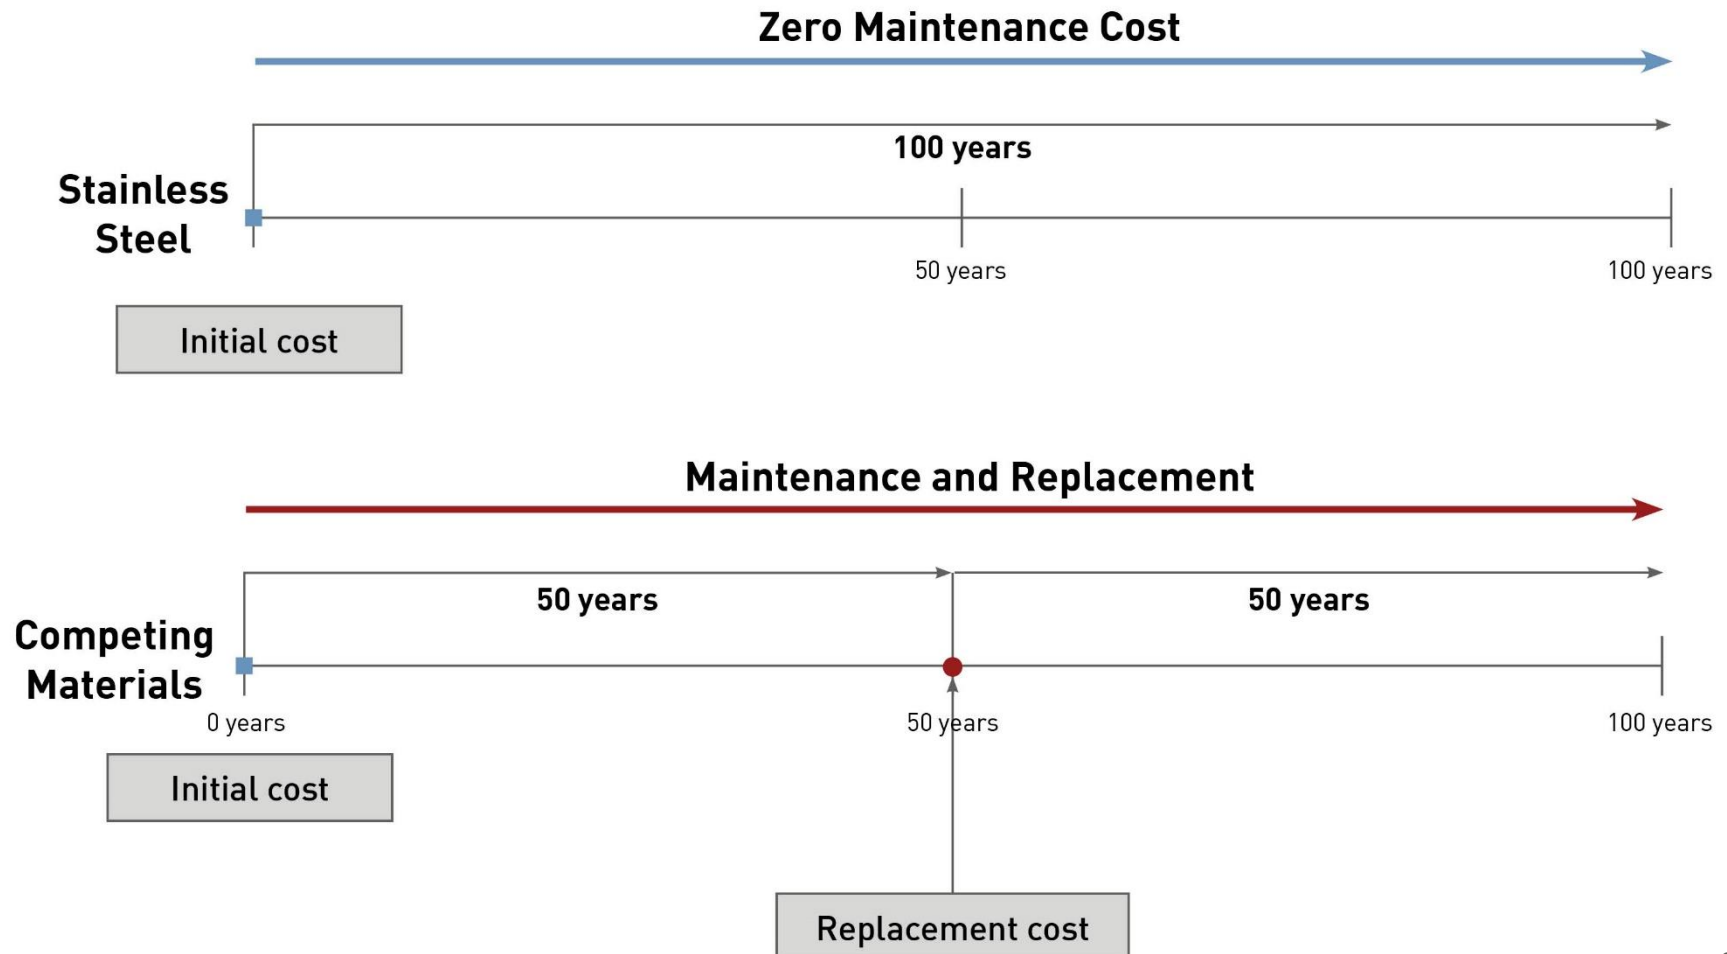 Zero Maintenance Cost
100 years
Stainless
Steel
50 years
100 years
Initial cost
Maintenance and Replacement
50 years
50 years
Competing
Materials
0 years
50 years
100 years
Initial cost
Replacement cost